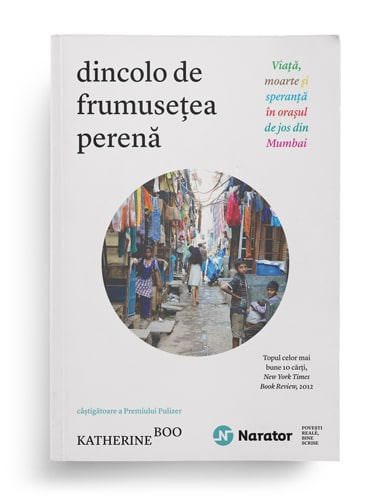 dincolo de
frumusețea
perenă
Viață,
moarte și
speranță
în orașul
de jos din
Mumbai
Topul celor mai
bune 10 cărți,
New York Times
Book Review, 2012
câștigătoare a Premiului Pulizer
KATHERINE BOO
N Narator
POVEȘTI
REALE,
BINE
SCRISE